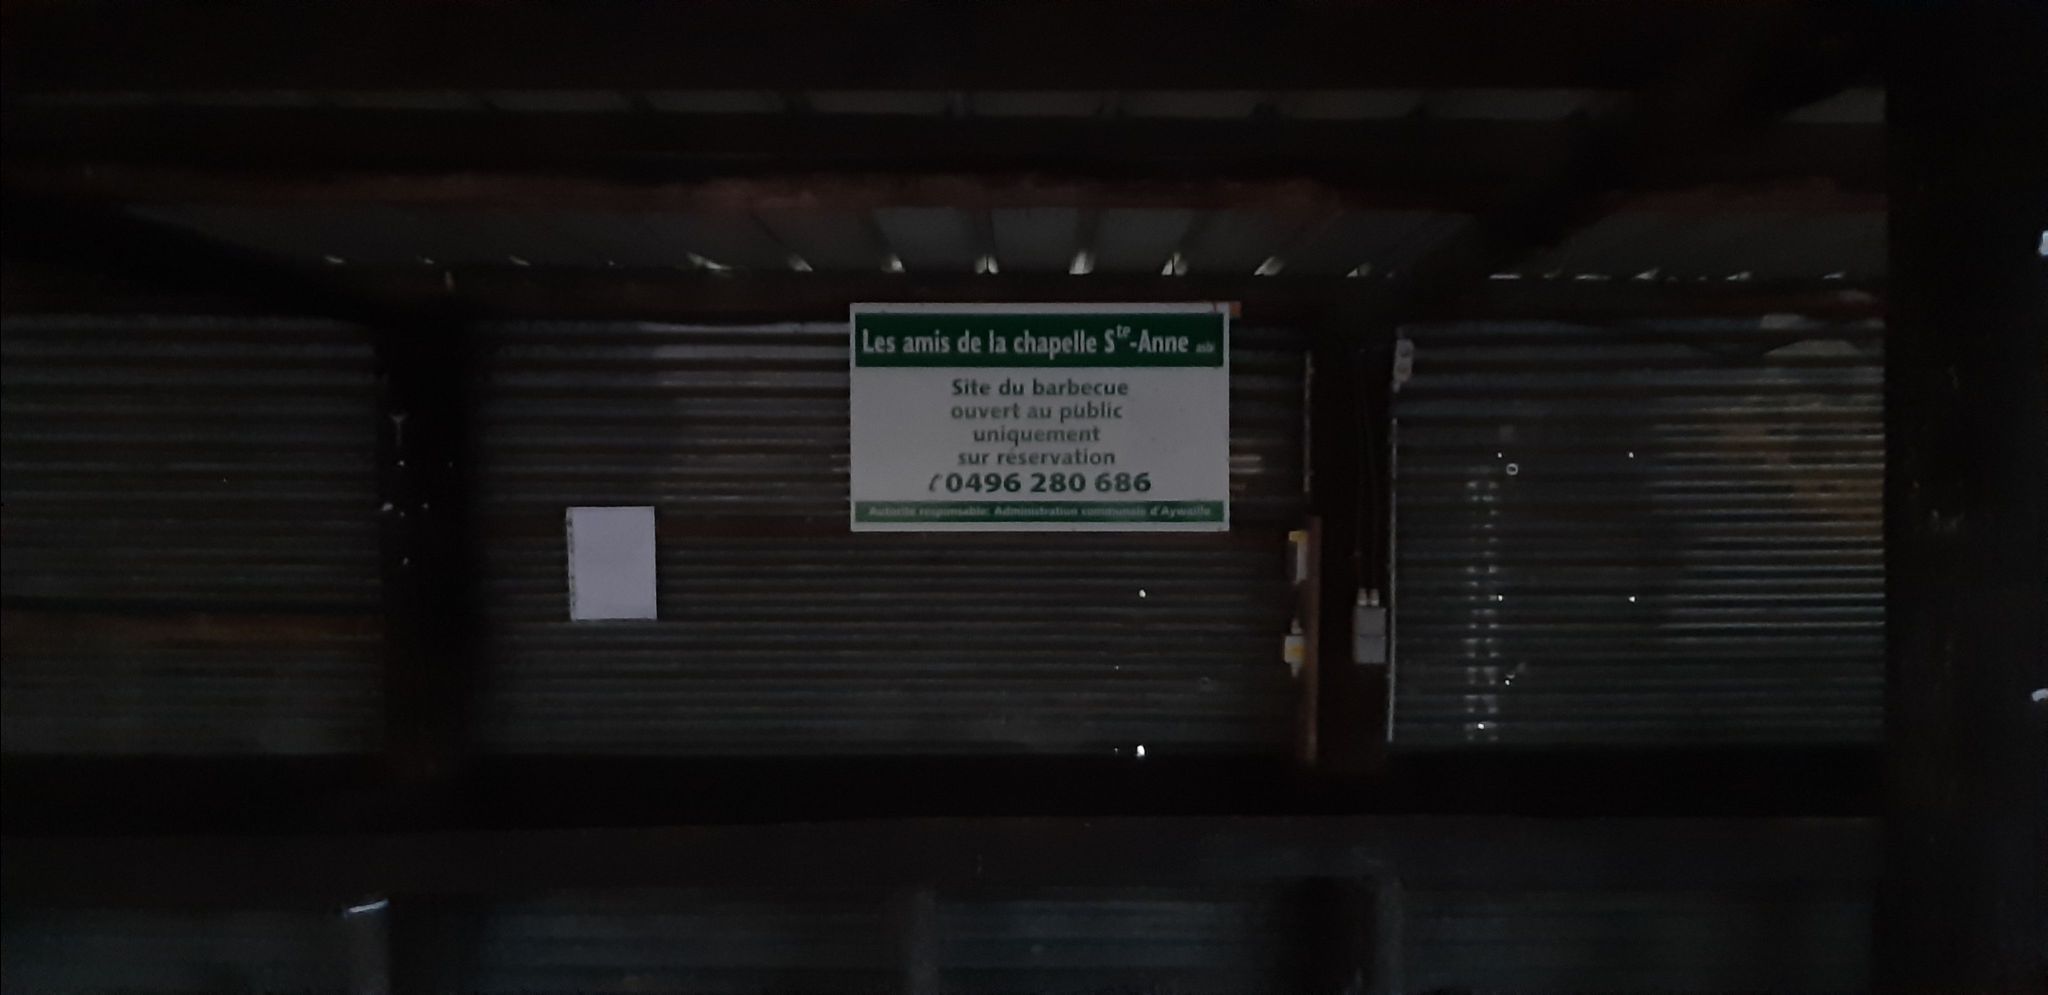 Les amis de la chapelle Ste-Anne asbl
Site du barbecue
ouvert au public
uniquement
sur réservation
0496 280 686
Autorité responsable: Administration communale d'Aywaille